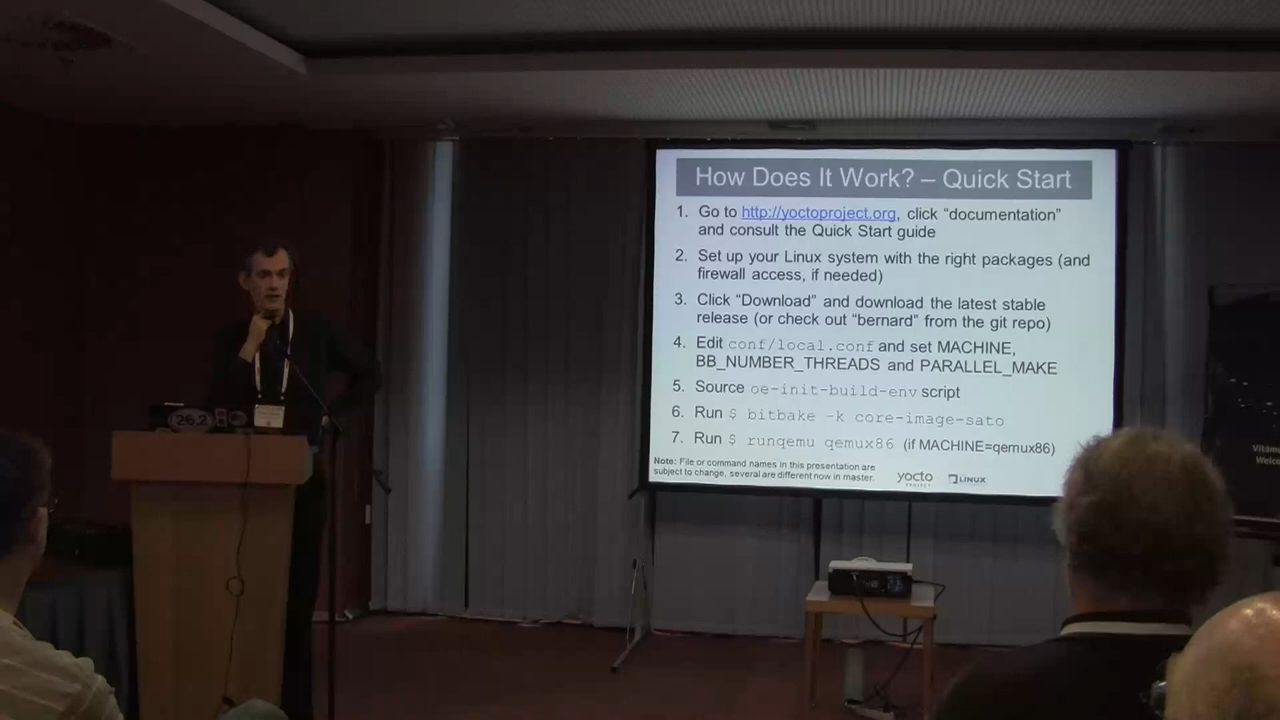 How Does It Work? – Quick Start
1. Go to http://yoctoproject.org, click “documentation”
and consult the Quick Start guide
2. Set up your Linux system with the right packages (and
firewall access, if needed)
3. Click “Download” and download the latest stable
release (or check out “bernard” from the git repo)
4. Edit conf/local.conf and set MACHINE,
BB_NUMBER_THREADS and PARALLEL_MAKE
5. Source oe-init-build-env script
6. Run $ bitbake -k core-image-sato
7. Run $ runqemu qemux86 (if MACHINE=qemux86)
Note: File or command names in this presentation are
subject to change, several are different now in master.
yocto
PROJECT
LINUX
26.2